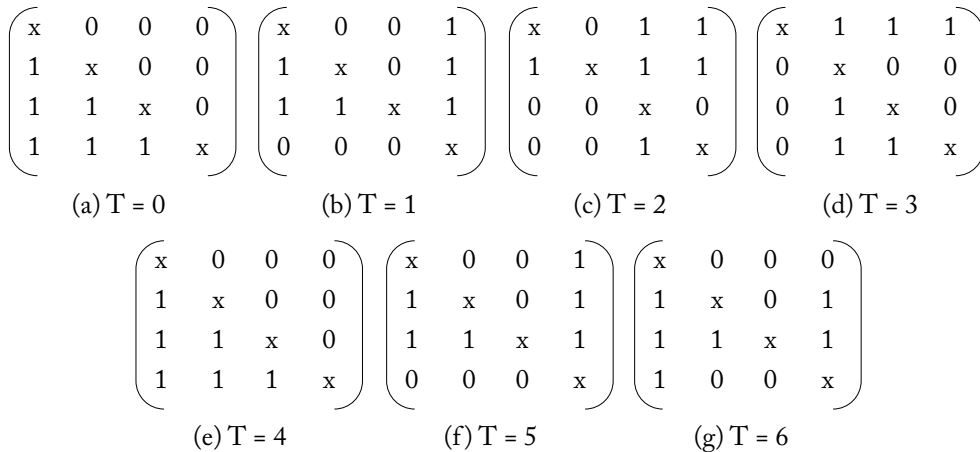 x 0 0 0 x 0 0 1 x 0 1 1 x 1 1 1
1 x 0 0 1 x 0 1 1 x 1 1 0 x 0 0
1 1 x 0 1 1 x 1 0 0 x 0 0 1 x 0
1 1 1 x 0 0 0 x 0 0 1 x 0 1 1 x
(a) T = 0 (b) T = 1 (c) T = 2 (d) T = 3
x 0 0 0 x 0 0 1 x 0 0 0
1 x 0 0 1 x 0 1 1 x 0 1
1 1 x 0 1 1 x 1 1 1 x 1
1 1 1 x 0 0 0 x 1 0 0 x
(e) T = 4 (f) T = 5 (g) T = 6